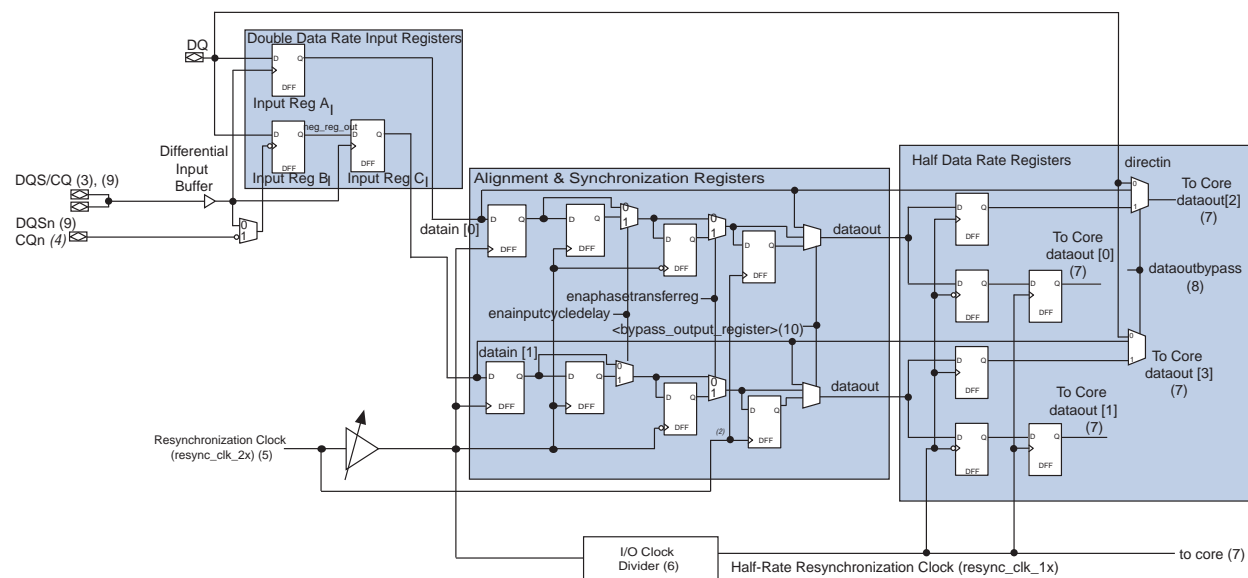 DQ
Double Data Rate Input Registers
D Q
DFF
Input Reg A I
D Q
DFF
neg_reg_out
D Q
DFF
Input Reg B I
Input Reg C I
Differential
Input
Buffer
DQS/CQ (3), (9)
DQSn (9)
CQn (4)
0
1
Alignment & Synchronization Registers
datain [0]
D Q
DFF
D Q
DFF
0
1
D Q
DFF
0
1
D Q
DFF
dataout
enaphasetransferreg
enainputcycledelay
<bypass_output_register>(10)
datain [1]
D Q
DFF
D Q
DFF
0
1
D Q
DFF
0
1
D Q
DFF
(2)
dataout
Half Data Rate Registers
D Q
DFF
D Q
DFF
D Q
DFF
D Q
DFF
D Q
DFF
D Q
DFF
directin
0
1
To Core
dataout[2]
(7)
To Core
dataout [0]
(7)
dataoutbypass
(8)
0
1
To Core
dataout [3]
(7)
To Core
dataout [1]
(7)
Resynchronization Clock
(resync_clk_2x) (5)
I/O Clock
Divider (6)
Half-Rate Resynchronization Clock (resync_clk_1x)
to core (7)